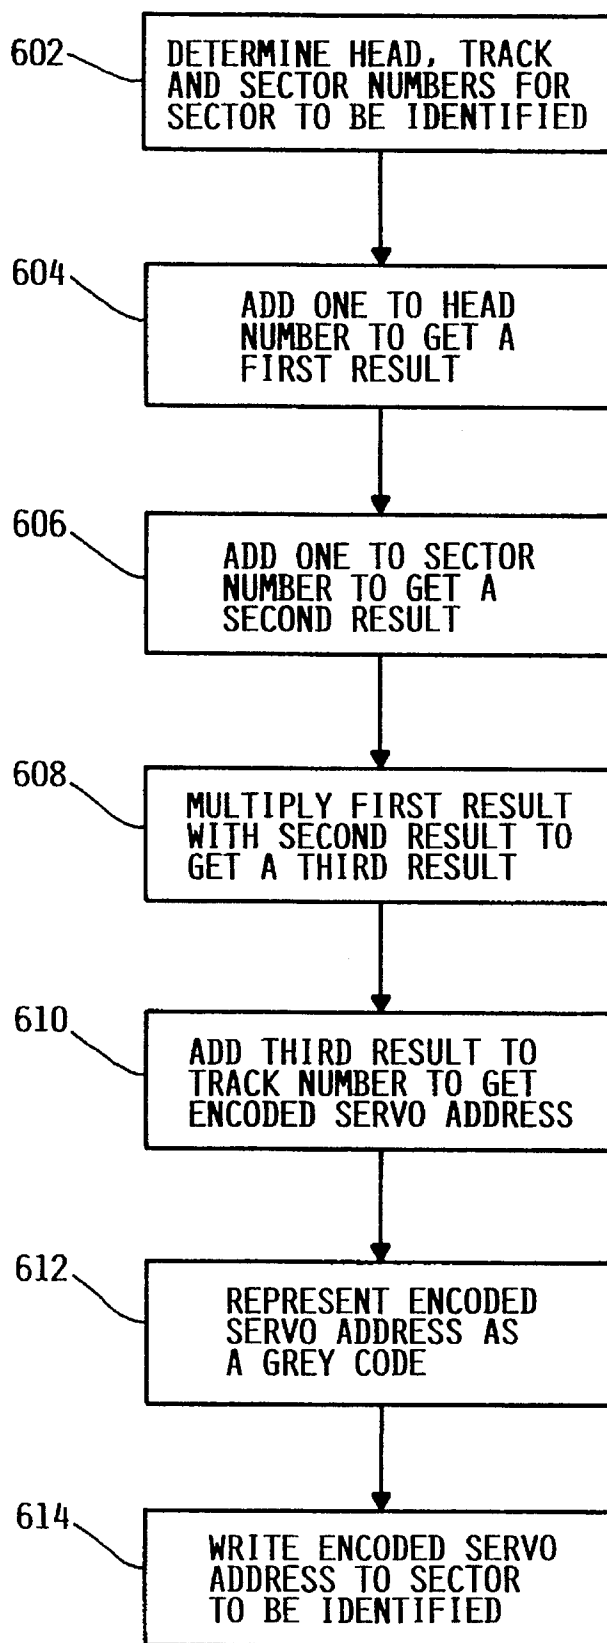 602
DETERMINE HEAD, TRACK
AND SECTOR NUMBERS FOR
SECTOR TO BE IDENTIFIED
604
ADD ONE TO HEAD
NUMBER TO GET A
FIRST RESULT
606
ADD ONE TO SECTOR
NUMBER TO GET A
SECOND RESULT
608
MULTIPLY FIRST RESULT
WITH SECOND RESULT TO
GET A THIRD RESULT
610
ADD THIRD RESULT TO
TRACK NUMBER TO GET
ENCODED SERVO ADDRESS
612
REPRESENT ENCODED
SERVO ADDRESS AS
A GREY CODE
614
WRITE ENCODED SERVO
ADDRESS TO SECTOR
TO BE IDENTIFIED